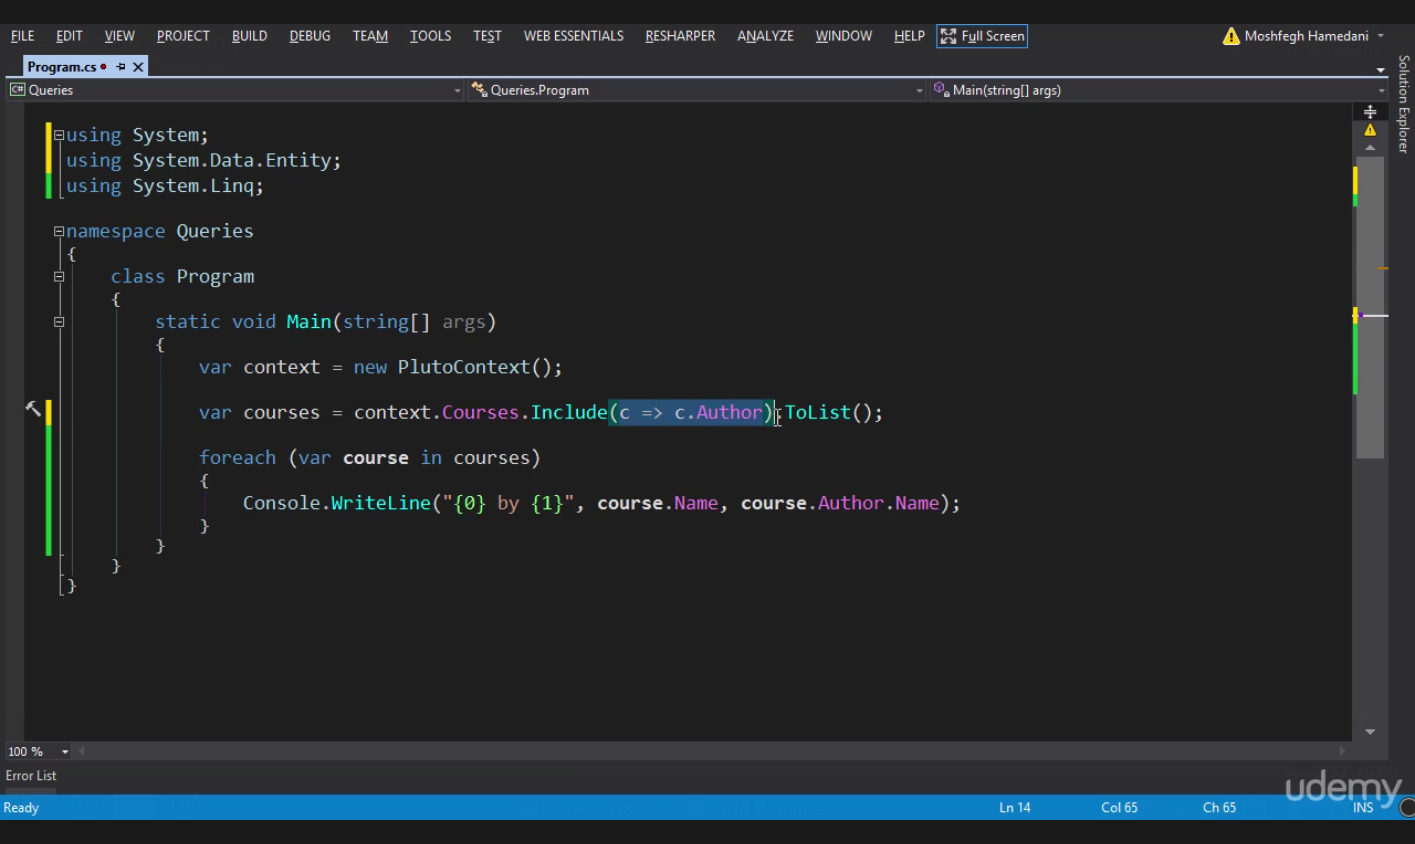 FILE EDIT VIEW PROJECT BUILD DEBUG TEAM TOOLS TEST WEB ESSENTIALS RESHARPER ANALYZE WINDOW HELP Full Screen Moshfegh Hamedani
Program.cs
Solution Explorer
C# Queries Queries.Program Main(string[] args)
using System;
using System.Data.Entity;
using System.Linq;
namespace Queries
{
class Program
{
static void Main(string[] args)
{
var context = new PlutoContext();
var courses = context.Courses.Include(c => c.Author).ToList();
foreach (var course in courses)
{
Console.WriteLine("{0} by {1}", course.Name, course.Author.Name);
}
}
}
}
100 %
Error List
udemy
Ready Ln 14 Col 65 Ch 65 INS